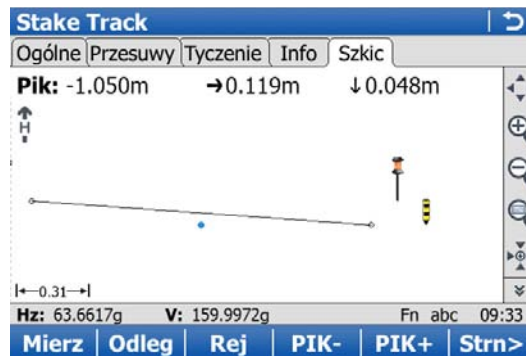 Stake Track
Ogólne Przesuwy Tyczenie Info Szkic
Pik: -1.050m →0.119m ↓0.048m
H
0.31
Hz: 63.6617g V: 159.9972g Fn abc 09:33
Mierz Odleg Rej PIK- PIK+ Strn>